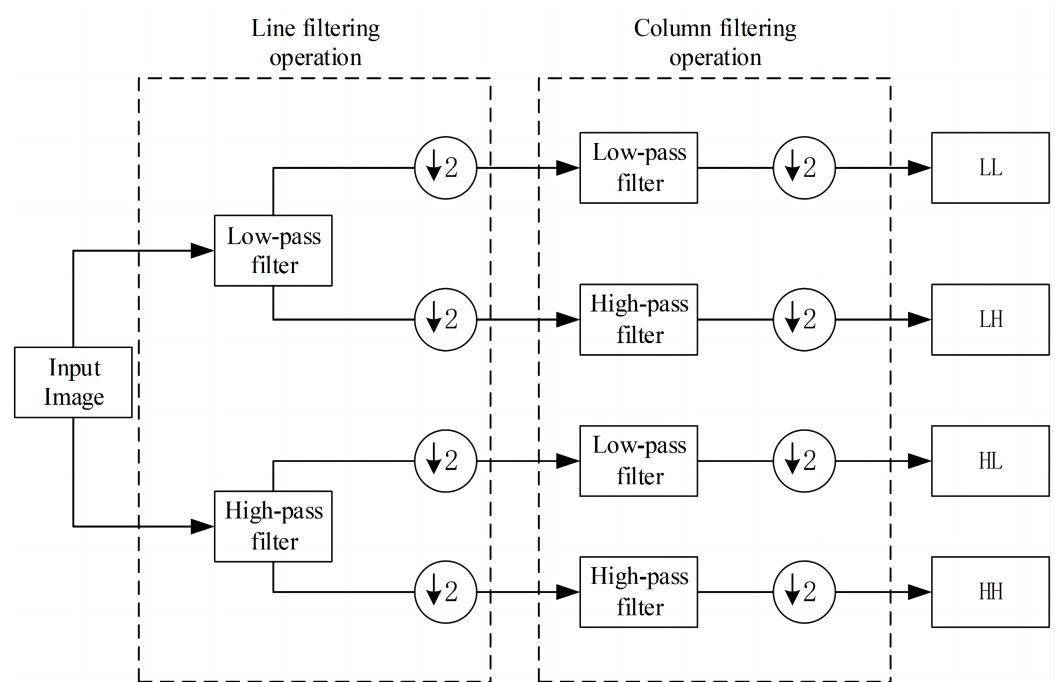 Line filtering
operation
Column filtering
operation
↓2
Low-pass
filter
↓2
LL
Low-pass
filter
↓2
High-pass
filter
↓2
LH
Input
Image
↓2
Low-pass
filter
↓2
HL
High-pass
filter
↓2
High-pass
filter
↓2
HH